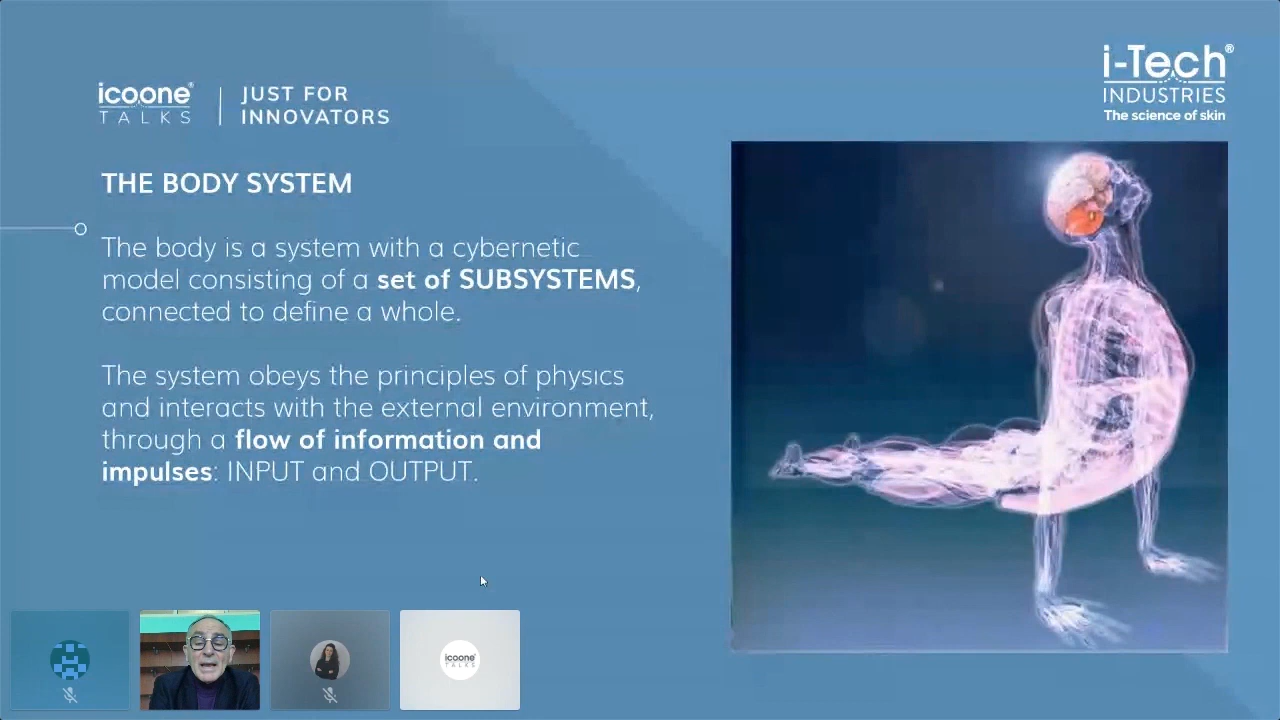 icoone®
TALKS
JUST FOR
INNOVATORS
i-Tech®
INDUSTRIES
The science of skin
THE BODY SYSTEM
The body is a system with a cybernetic
model consisting of a set of SUBSYSTEMS,
connected to define a whole.
The system obeys the principles of physics
and interacts with the external environment,
through a flow of information and
impulses: INPUT and OUTPUT.
icoone
TALKS